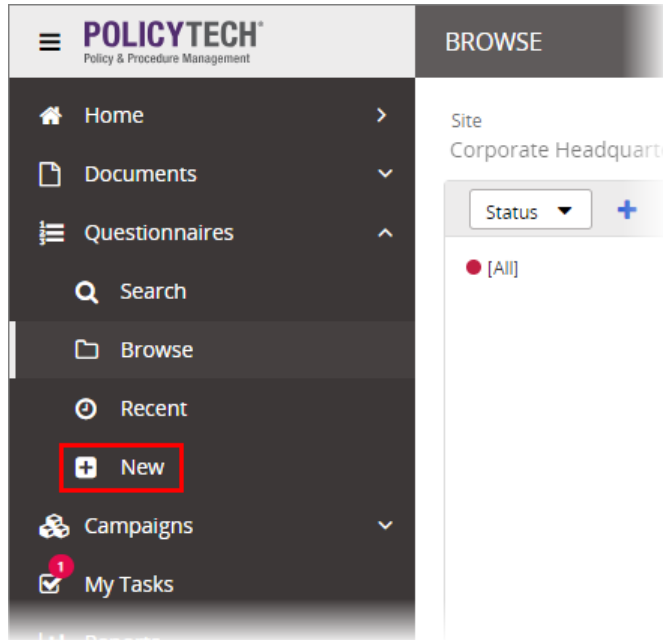 POLICYTECH®
Policy & Procedure Management
BROWSE
Home
Documents
Questionnaires
Search
Browse
Recent
New
Campaigns
1
My Tasks
Reports
Site
Corporate Headquart
Status
[All]